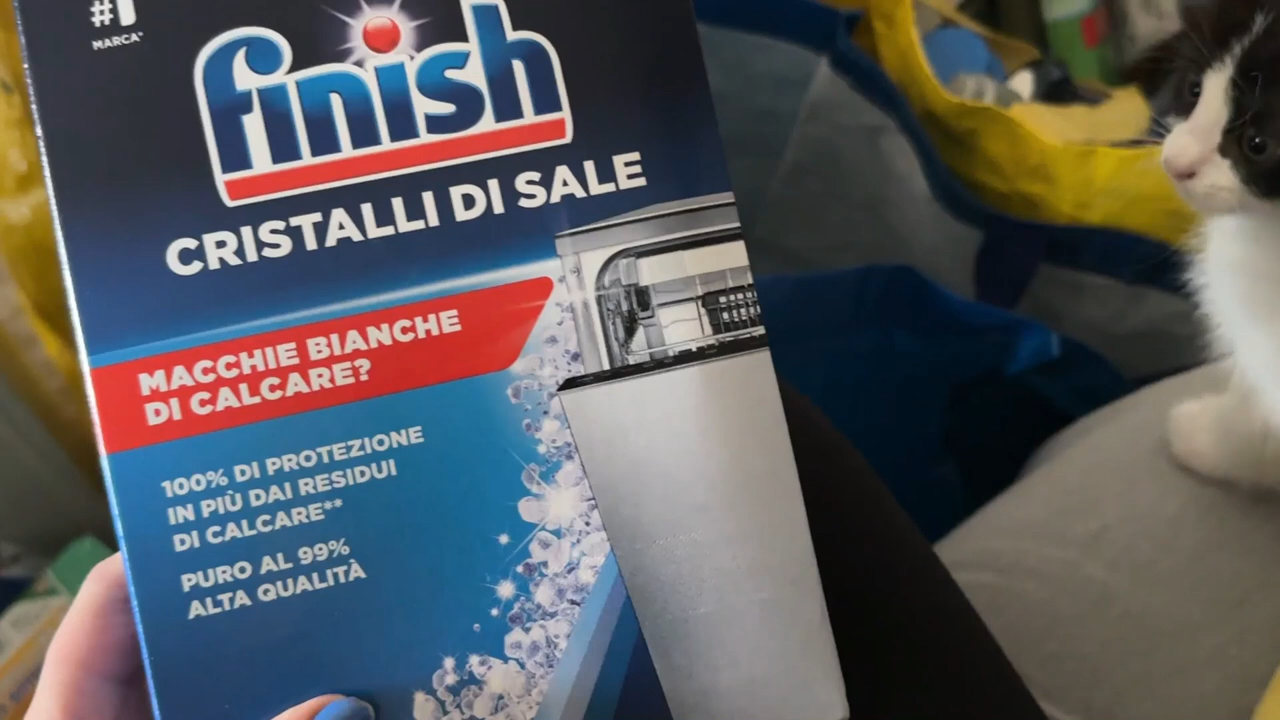 #1
MARCA*
finish
CRISTALLI DI SALE
MACCHIE BIANCHE
DI CALCARE?
100% DI PROTEZIONE
IN PIÙ DAI RESIDUI
DI CALCARE**
PURO AL 99%
ALTA QUALITÀ